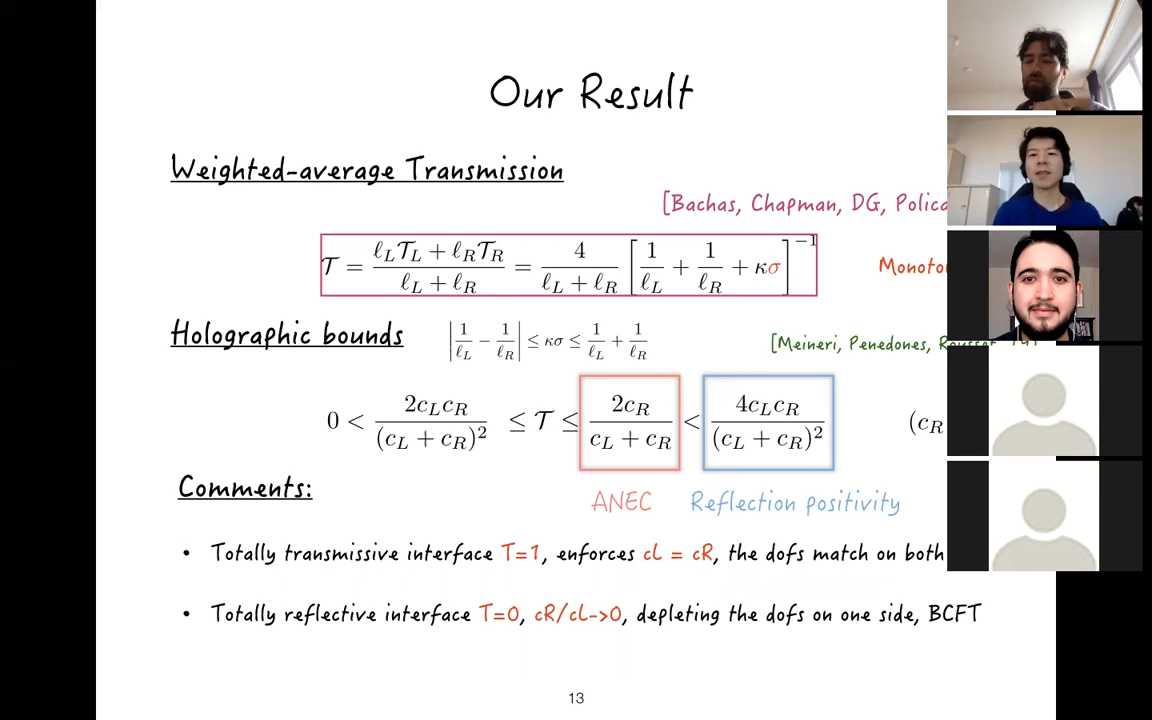 Our Result
Weighted-average Transmission
[Bachas, Chapman, DG, Polica
𝒯 = (ℓ_L 𝒯_L + ℓ_R 𝒯_R)/(ℓ_L + ℓ_R) = 4/(ℓ_L + ℓ_R) [1/ℓ_L + 1/ℓ_R + κσ]^{-1}
Monoto
Holographic bounds
|1/ℓ_L − 1/ℓ_R| ≤ κσ ≤ 1/ℓ_L + 1/ℓ_R
[Meineri, Penedones,
0 < 2c_L c_R/(c_L + c_R)^2 ≤ 𝒯 ≤ 2c_R/(c_L + c_R) < 4c_L c_R/(c_L + c_R)^2 (c_R
ANEC Reflection positivity
Comments:
• Totally transmissive interface T=1, enforces cL = cR, the dofs match on both
• Totally reflective interface T=0, cR/cL->0, depleting the dofs on one side, BCFT
13